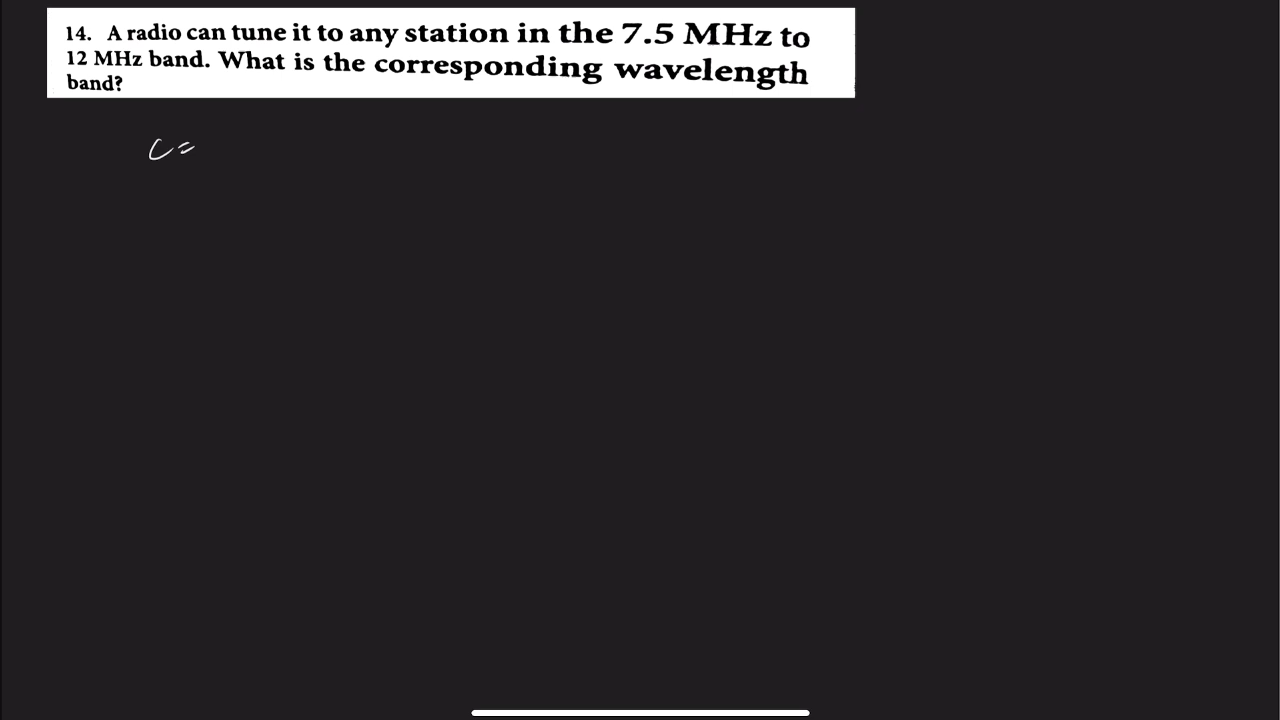 14. A radio can tune it to any station in the 7.5 MHz to
12 MHz band. What is the corresponding wavelength
band?
C=